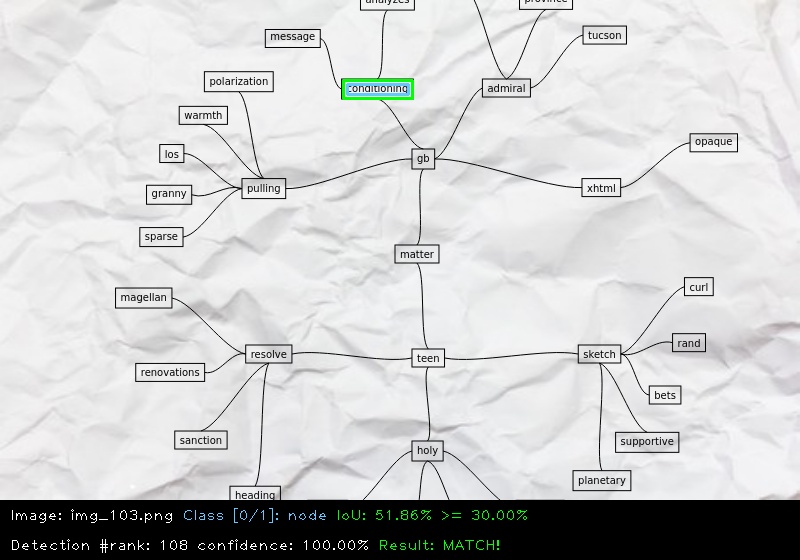 analyzes
province
message
tucson
polarization
conditioning
admiral
warmth
opaque
los
gb
pulling
xhtml
granny
sparse
matter
magellan
curl
rand
resolve
teen
sketch
renovations
bets
sanction
supportive
holy
planetary
heading
Image: img_103.png Class [0/1]: node IoU: 51.86% >= 30.00%
Detection #rank: 108 confidence: 100.00% Result: MATCH!